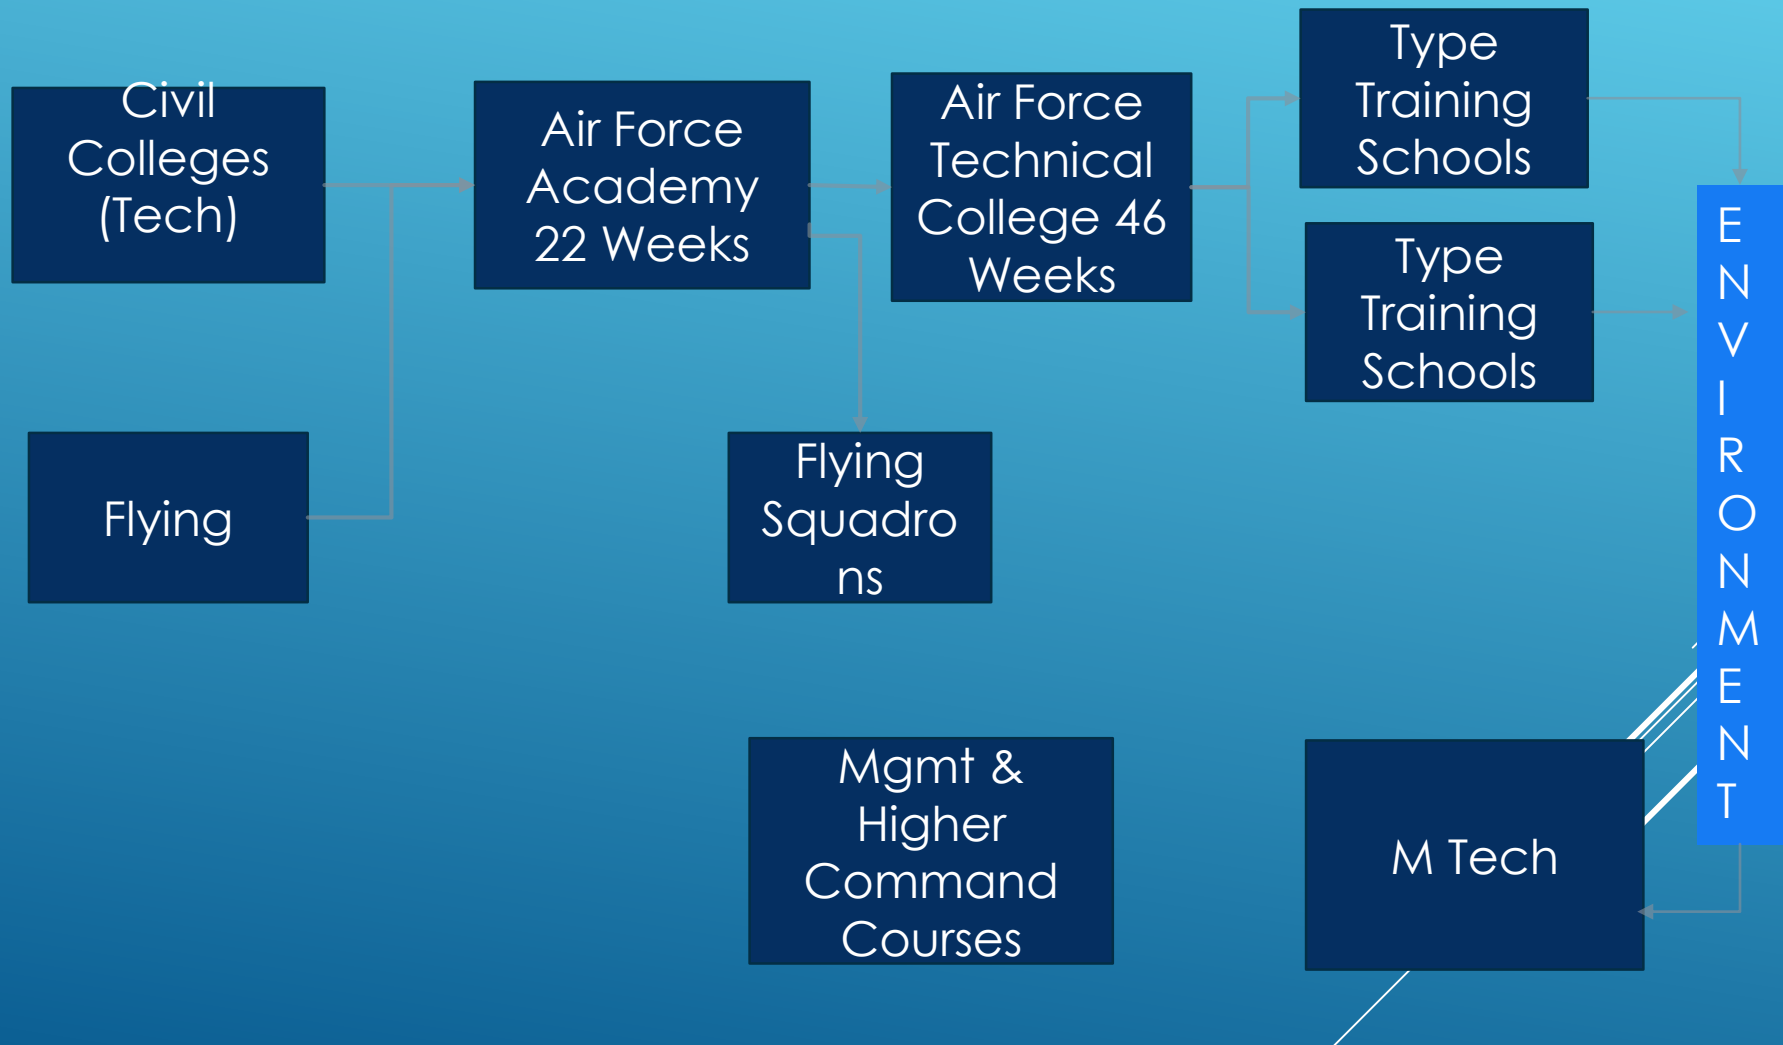 Civil
Colleges
(Tech)
Air Force
Academy
22 Weeks
Air Force
Technical
College 46
Weeks
Type
Training
Schools
Type
Training
Schools
E
N
V
I
R
O
N
M
E
N
T
Flying
Flying
Squadro
ns
Mgmt &
Higher
Command
Courses
M Tech